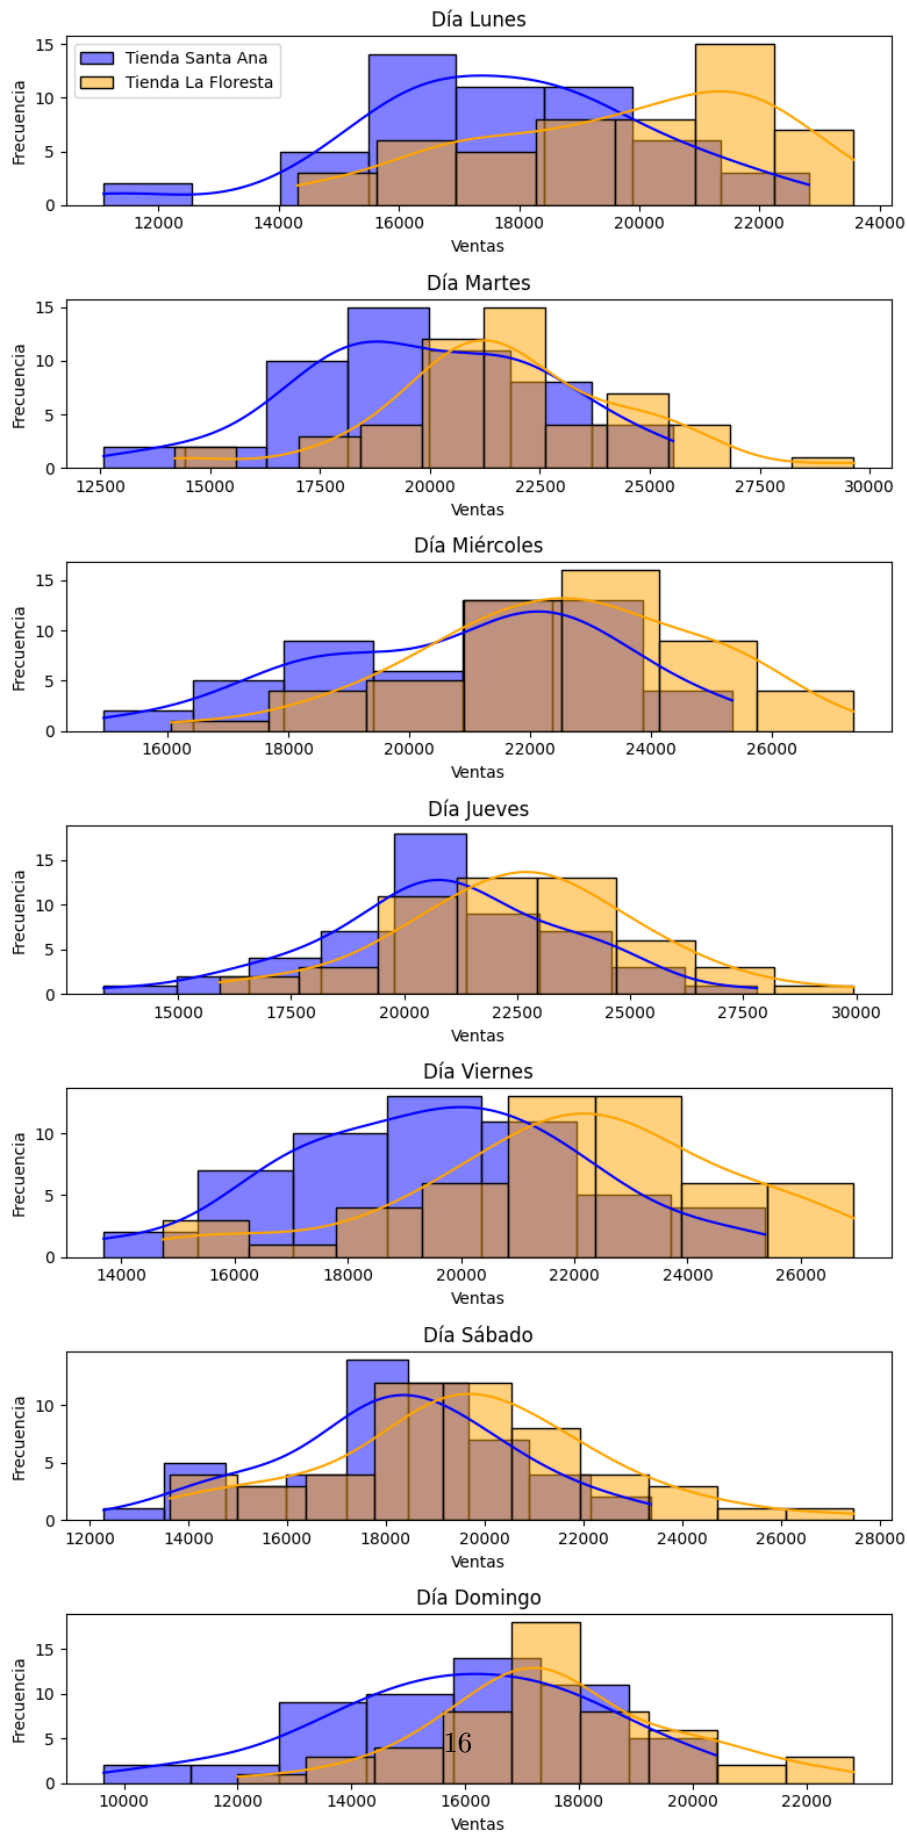 Día Lunes
15
10
5
0
Frecuencia
Tienda Santa Ana
Tienda La Floresta
12000 14000 16000 18000 20000 22000 24000
Ventas
Día Martes
15
10
5
0
Frecuencia
12500 15000 17500 20000 22500 25000 27500 30000
Ventas
Día Miércoles
15
10
5
0
Frecuencia
16000 18000 20000 22000 24000 26000
Ventas
Día Jueves
15
10
5
0
Frecuencia
15000 17500 20000 22500 25000 27500 30000
Ventas
Día Viernes
10
5
0
Frecuencia
14000 16000 18000 20000 22000 24000 26000
Ventas
Día Sábado
10
5
0
Frecuencia
12000 14000 16000 18000 20000 22000 24000 26000 28000
Ventas
Día Domingo
15
10
5
0
Frecuencia
16
10000 12000 14000 16000 18000 20000 22000
Ventas